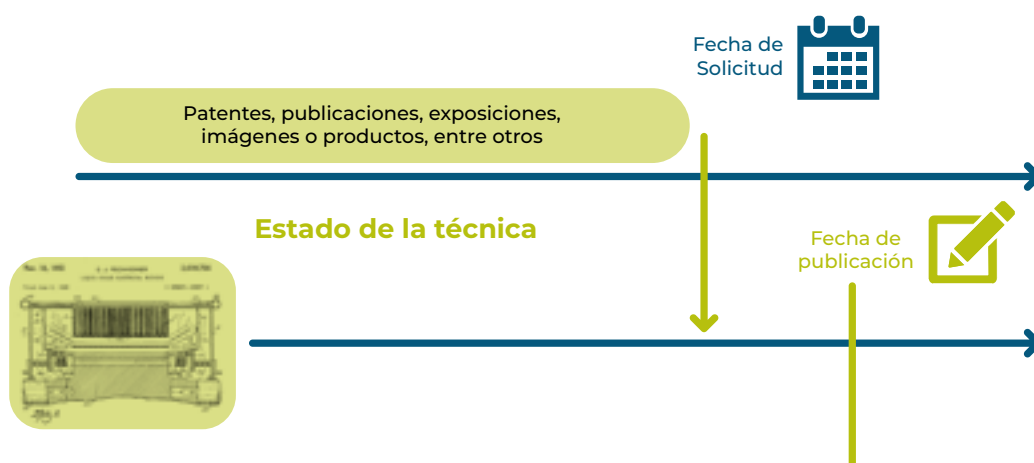 Fecha de
Solicitud
Patentes, publicaciones, exposiciones,
imágenes o productos, entre otros
Estado de la técnica
Fecha de
publicación